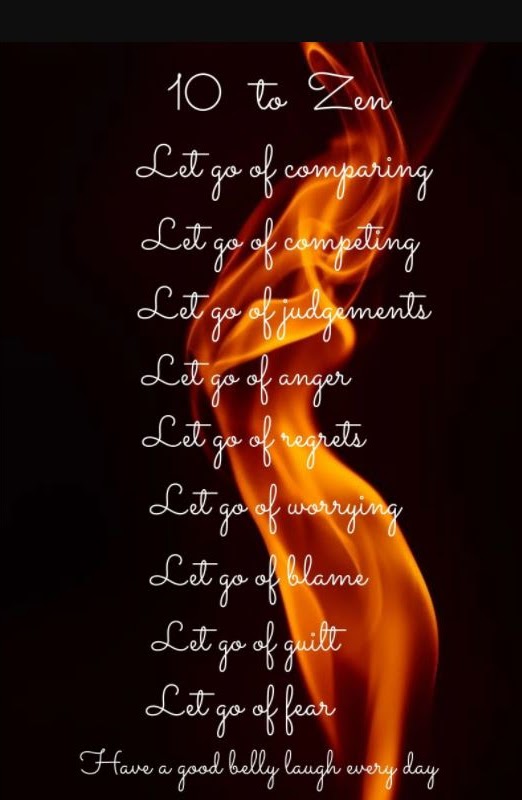 10 to Zen
Let go of comparing
Let go of competing
Let go of judgements
Let go of anger
Let go of regrets
Let go of worrying
Let go of blame
Let go of guilt
Let go of fear
Have a good belly laugh every day